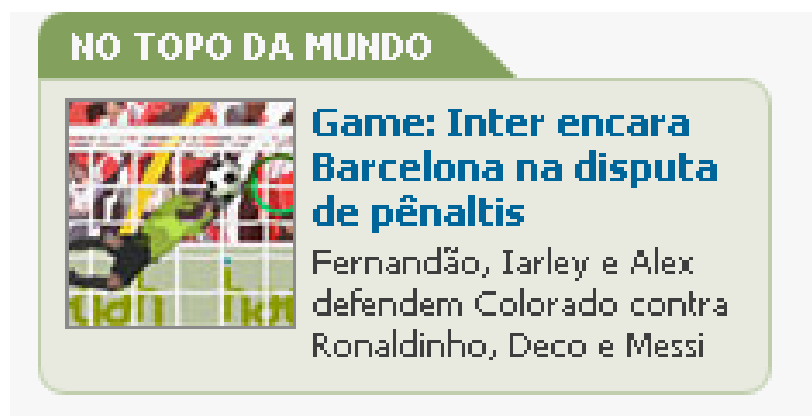 NO TOPO DA MUNDO
Game: Inter encara
Barcelona na disputa
de pênaltis
Fernandão, Iarley e Alex
defendem Colorado contra
Ronaldinho, Deco e Messi